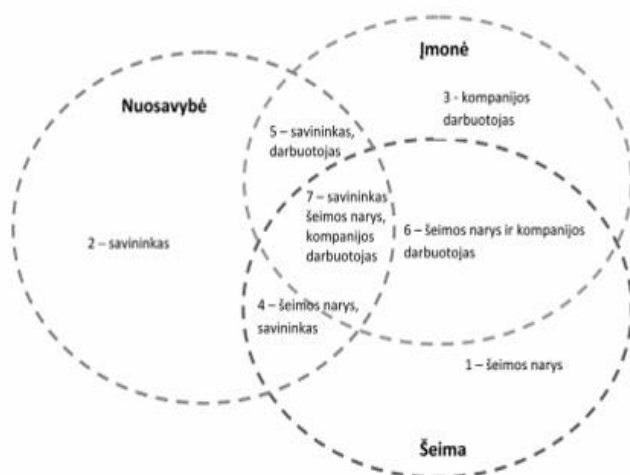 Įmonė
Nuosavybė
3 - kompanijos
darbuotojas
5 – savininkas,
darbuotojas
7 – savininkas
šeimos narys,
kompanijos
darbuotojas
2 – savininkas
6 – šeimos narys ir kompanijos
darbuotojas
4 – šeimos narys,
savininkas
1 – šeimos narys
Šeima